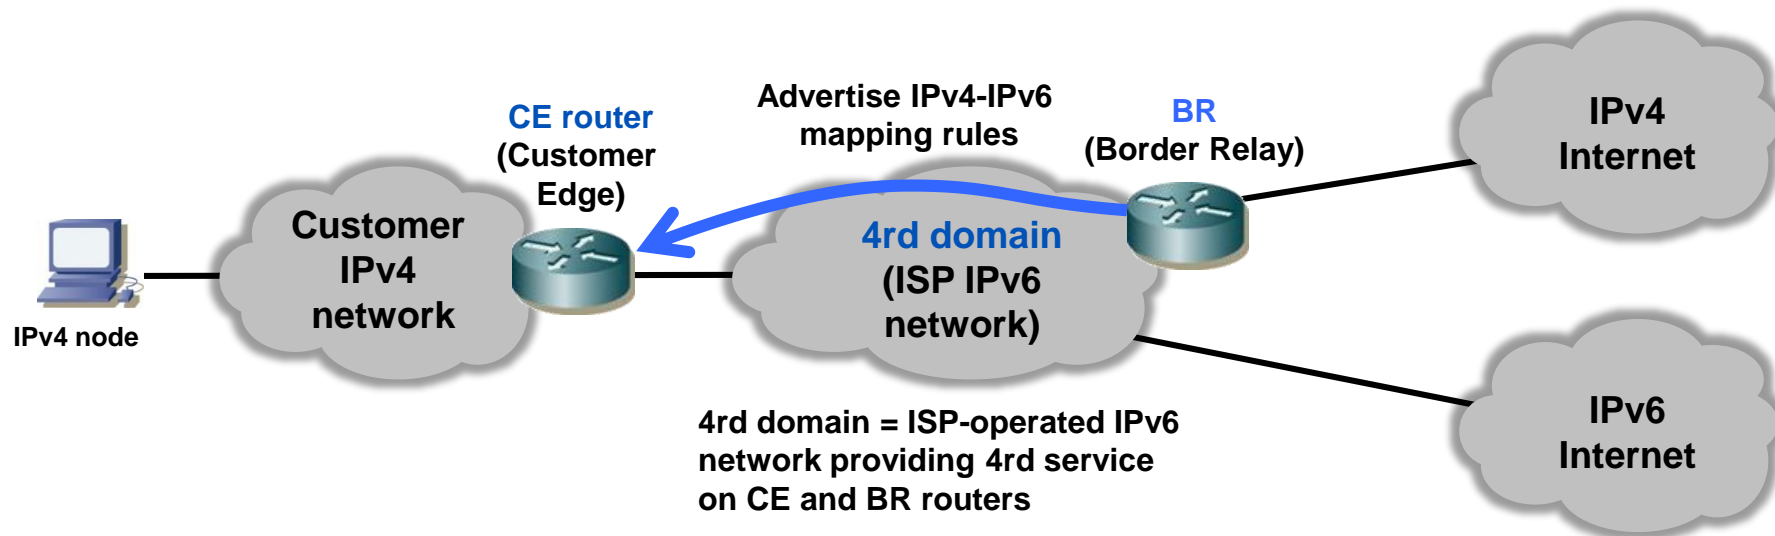 IPv4 node
Customer
IPv4
network
CE router
(Customer
Edge)
Advertise IPv4-IPv6
mapping rules
4rd domain
(ISP IPv6
network)
BR
(Border Relay)
IPv4
Internet
IPv6
Internet
4rd domain = ISP-operated IPv6
network providing 4rd service
on CE and BR routers